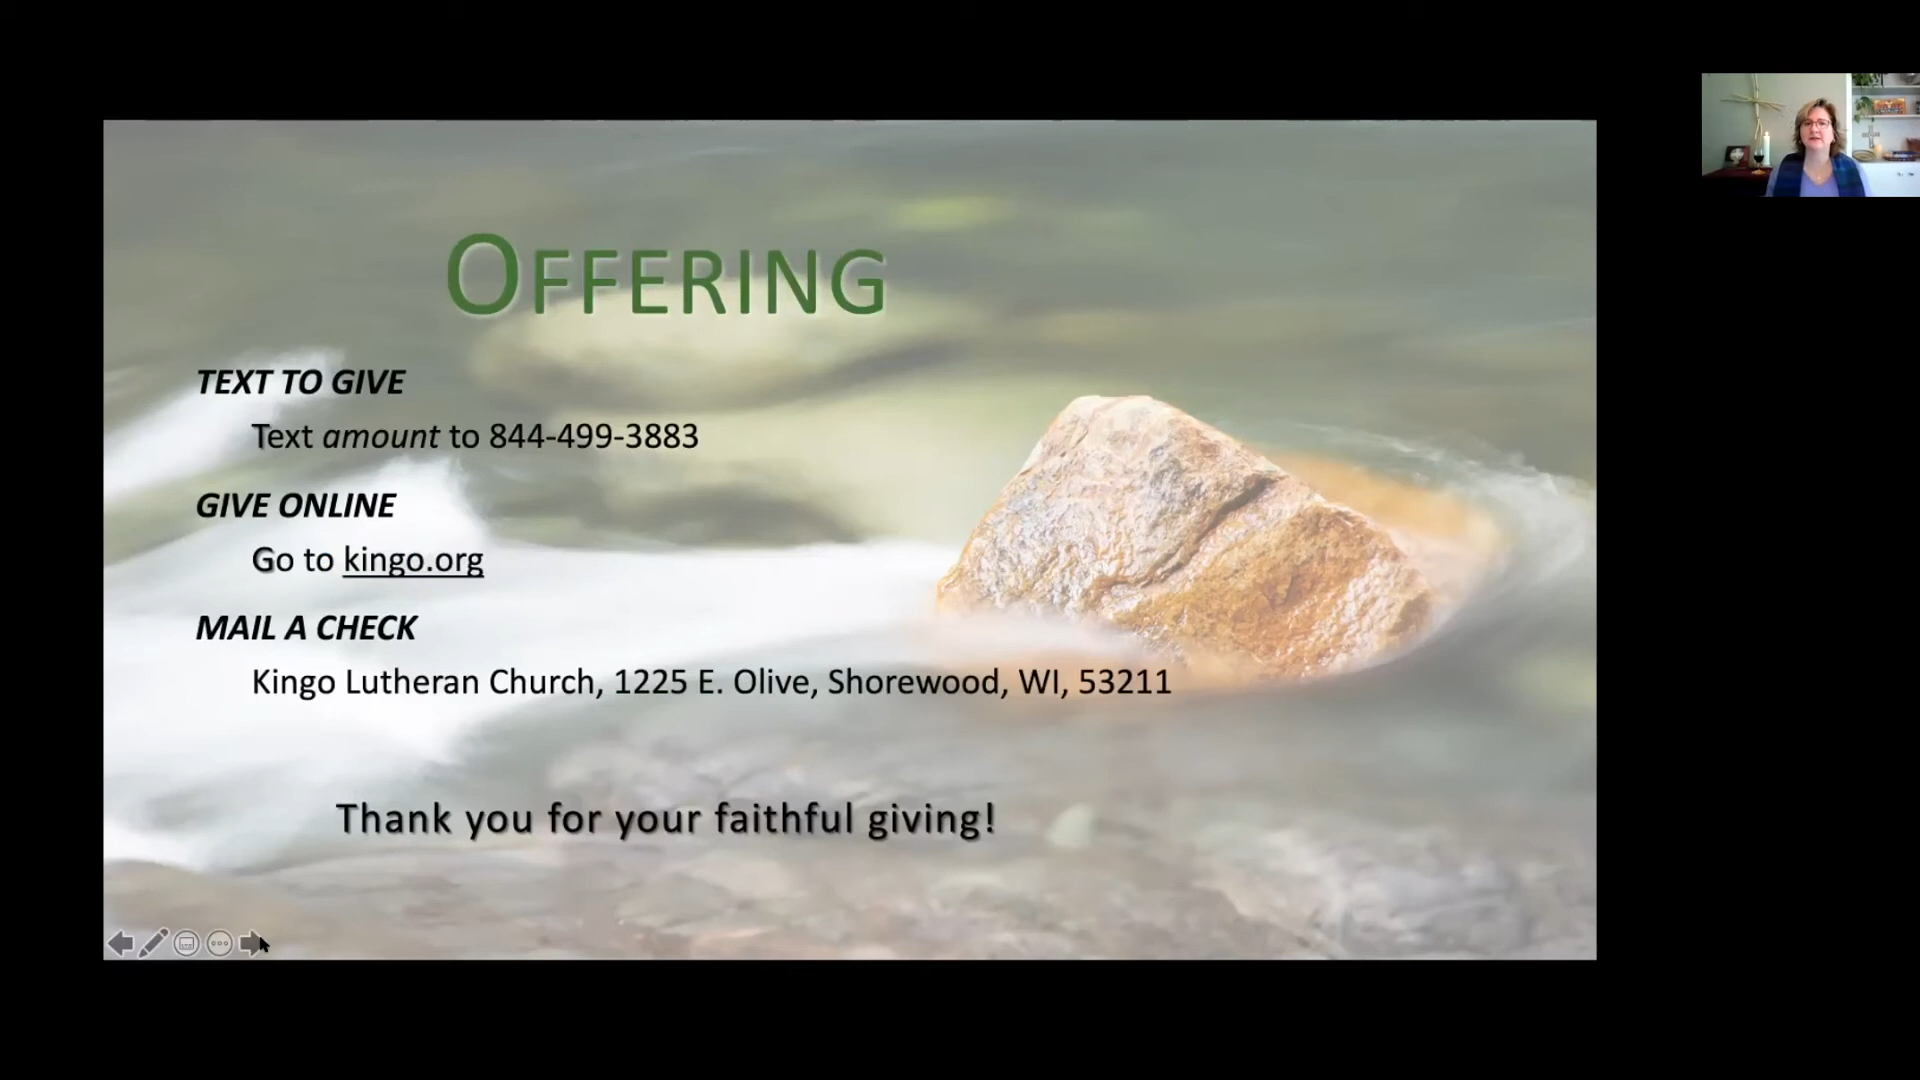 OFFERING
TEXT TO GIVE
Text amount to 844-499-3883
GIVE ONLINE
Go to kingo.org
MAIL A CHECK
Kingo Lutheran Church, 1225 E. Olive, Shorewood, WI, 53211
Thank you for your faithful giving!